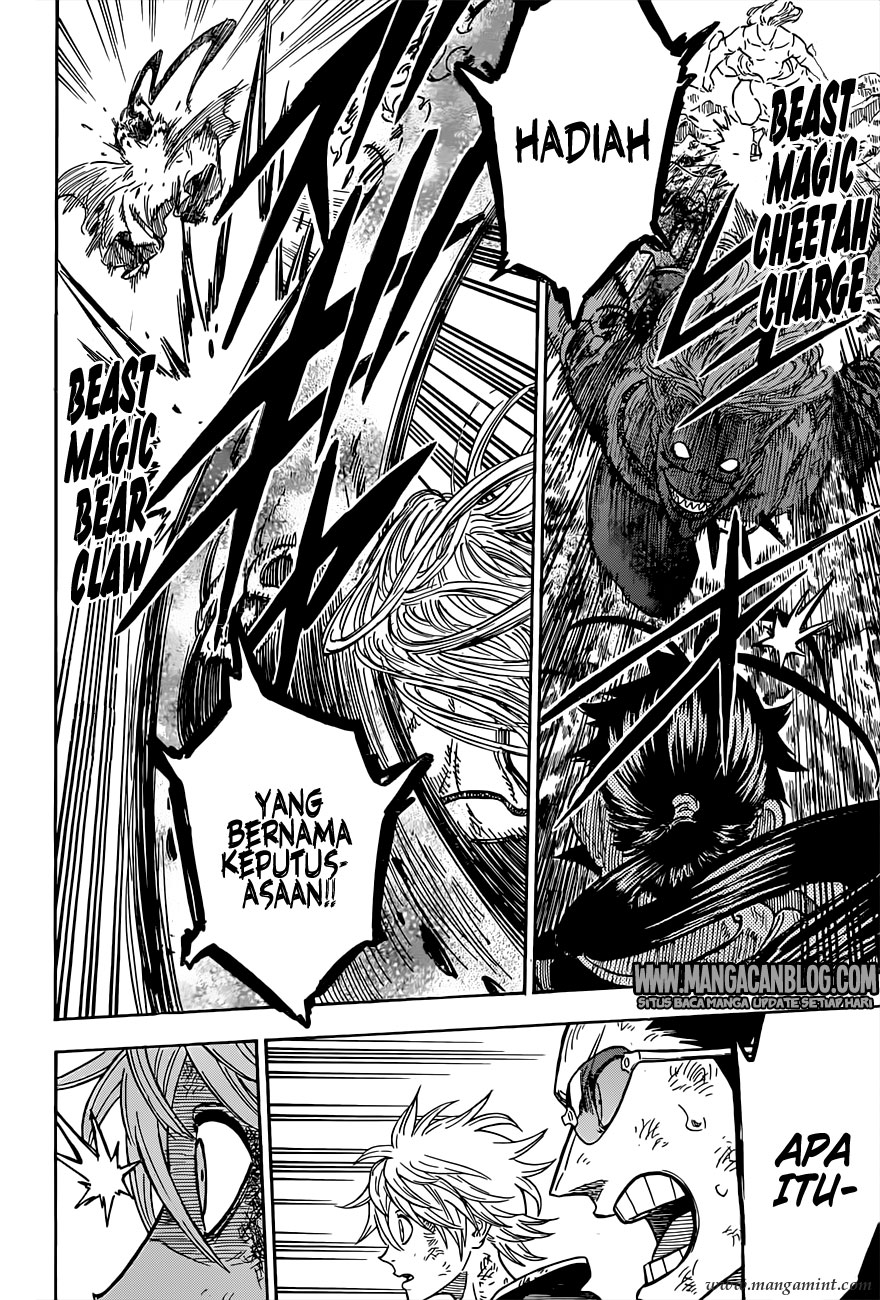 BEAST
MAGIC
CHEETAH
CHARGE
HADIAH
BEAST
MAGIC
BEAR
CLAW
YANG
BERNAMA
KEPUTUS-
ASAAN!!
WWW.MANGACANBLOG.COM
SITUS BACA MANGA UPDATE SETIAP HARI
APA
ITU-
www.mangamint.com